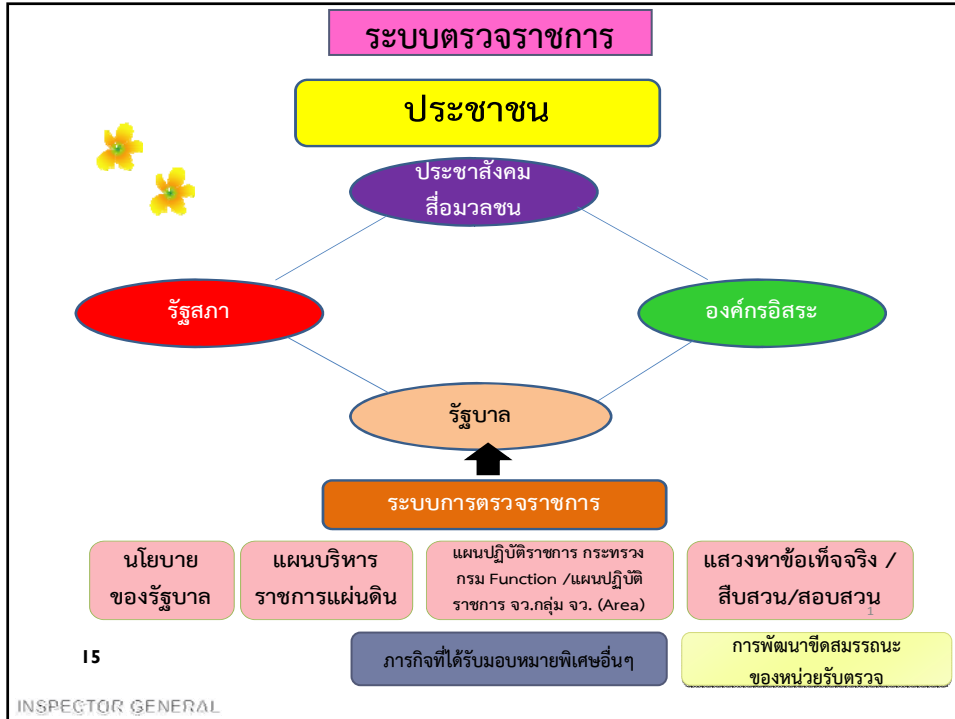 ระบบตรวจราชการ
ประชาชน
ประชาสังคม
สื่อมวลชน
รัฐสภา
องค์กรอิสระ
รัฐบาล
ระบบการตรวจราชการ
นโยบาย
ของรัฐบาล
แผนบริหาร
ราชการแผ่นดิน
แผนปฏิบัติราชการ กระทรวง
กรม Function /แผนปฏิบัติ
ราชการ จว.กลุ่ม จว. (Area)
แสวงหาข้อเท็จจริง /
สืบสวน/สอบสวน
1
15
ภารกิจที่ได้รับมอบหมายพิเศษอื่นๆ
การพัฒนาขีดสมรรถนะ
ของหน่วยรับตรวจ
INSPECTOR GENERAL